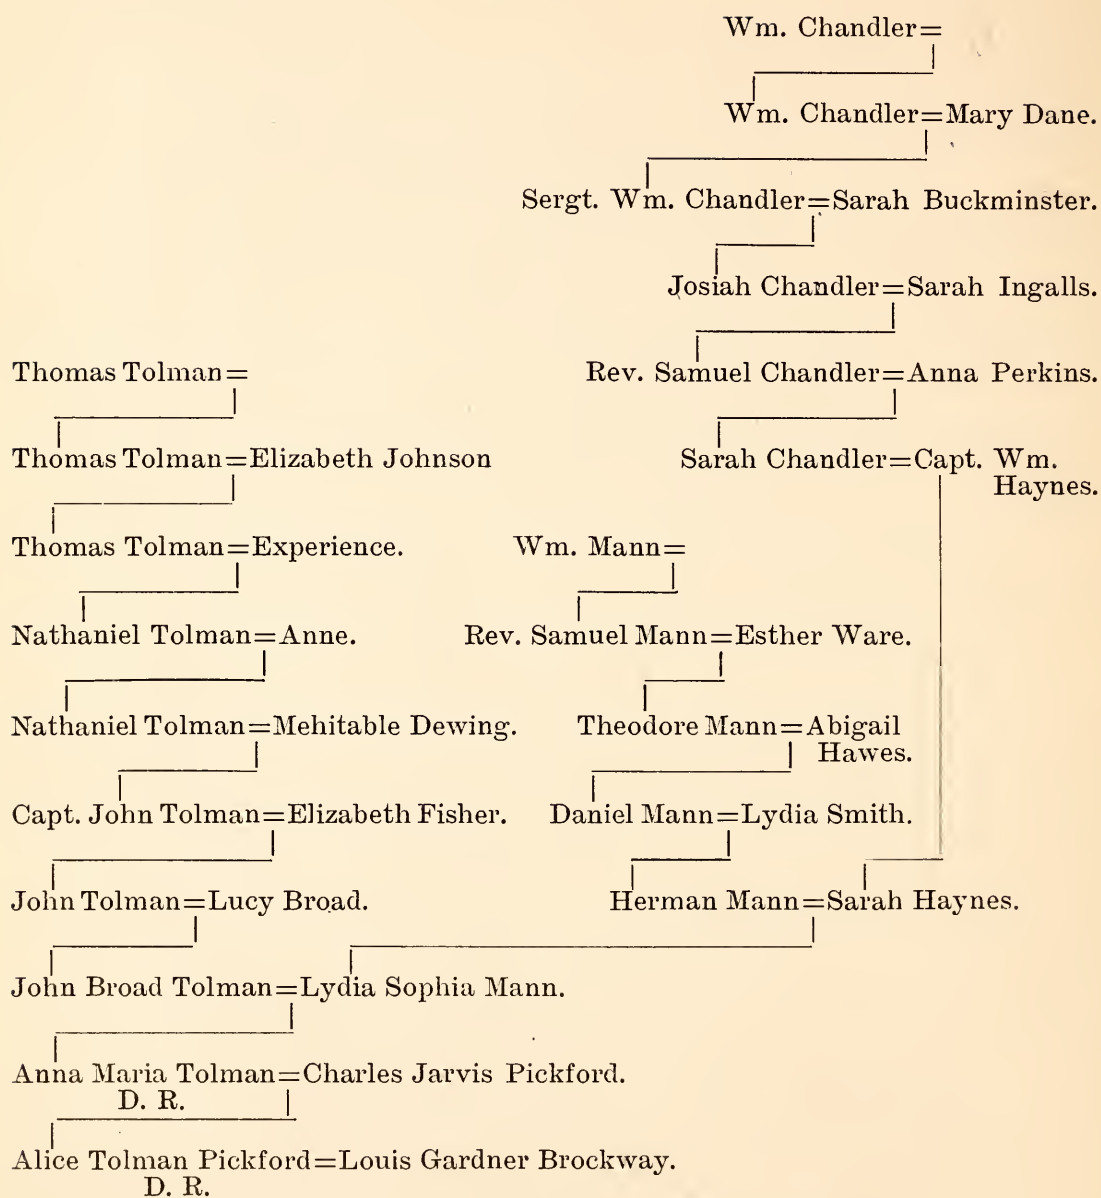 Wm. Chandler=
Wm. Chandler=Mary Dane.
Sergt. Wm. Chandler=Sarah Buckminster.
Josiah Chandler=Sarah Ingalls.
Thomas Tolman= Rev. Samuel Chandler=Anna Perkins.
Thomas Tolman=Elizabeth Johnson Sarah Chandler=Capt. Wm.
Haynes.
Thomas Tolman=Experience. Wm. Mann=
Nathaniel Tolman=Anne. Rev. Samuel Mann=Esther Ware.
Nathaniel Tolman=Mehitable Dewing. Theodore Mann=Abigail
Hawes.
Capt. John Tolman=Elizabeth Fisher. Daniel Mann=Lydia Smith.
John Tolman=Lucy Broad. Herman Mann=Sarah Haynes.
John Broad Tolman=Lydia Sophia Mann.
Anna Maria Tolman=Charles Jarvis Pickford.
D. R.
Alice Tolman Pickford=Louis Gardner Brockway.
D. R.